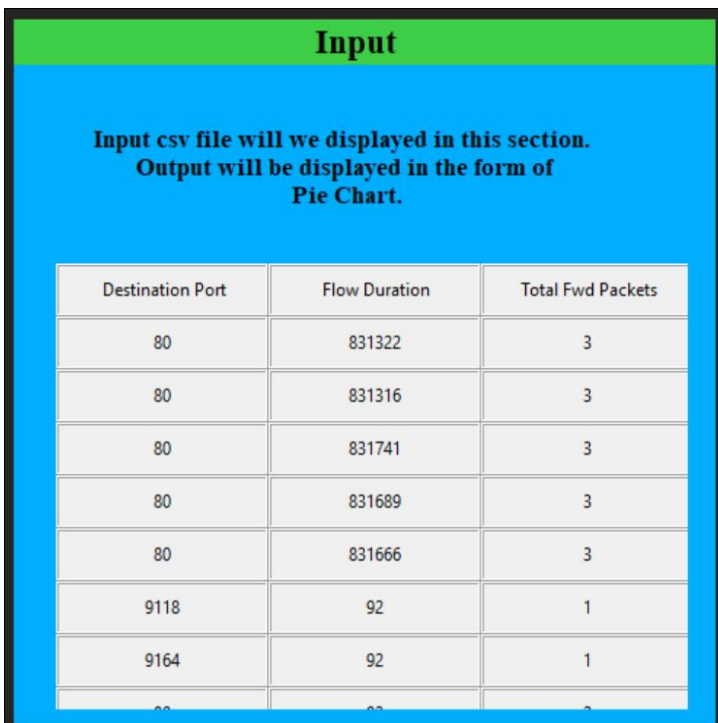 Input
Input csv file will we displayed in this section.
Output will be displayed in the form of
Pie Chart.
Destination Port Flow Duration Total Fwd Packets
80 831322 3
80 831316 3
80 831741 3
80 831689 3
80 831666 3
9118 92 1
9164 92 1